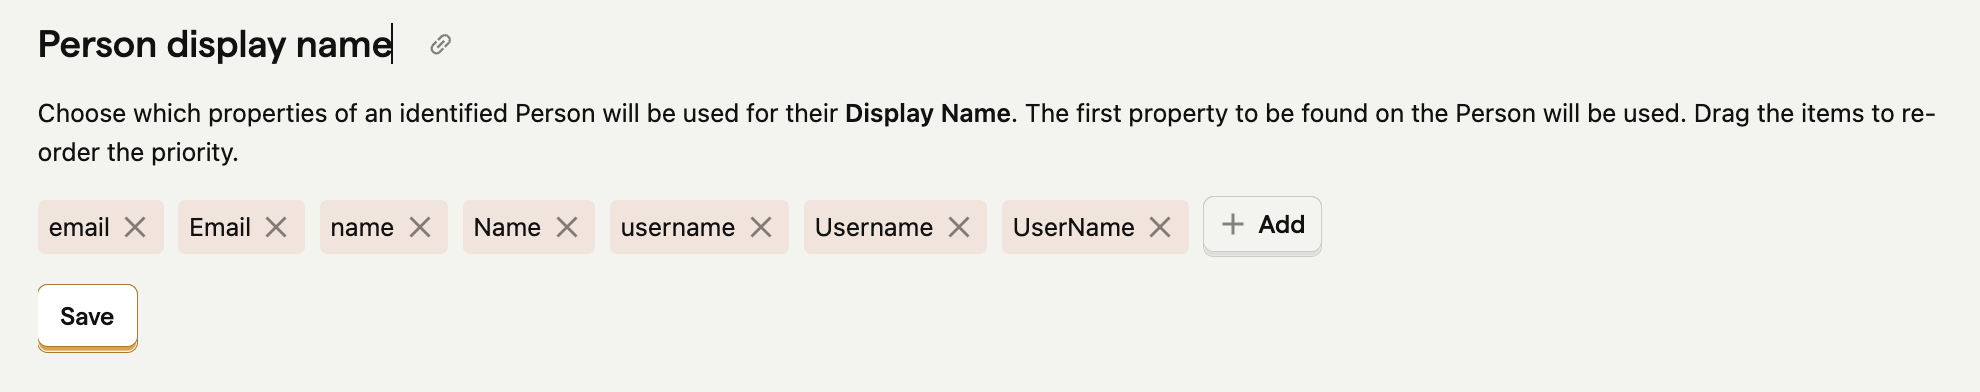 Person display name
Choose which properties of an identified Person will be used for their Display Name. The first property to be found on the Person will be used. Drag the items to re-
order the priority.
email Email name Name username Username UserName Add
Save